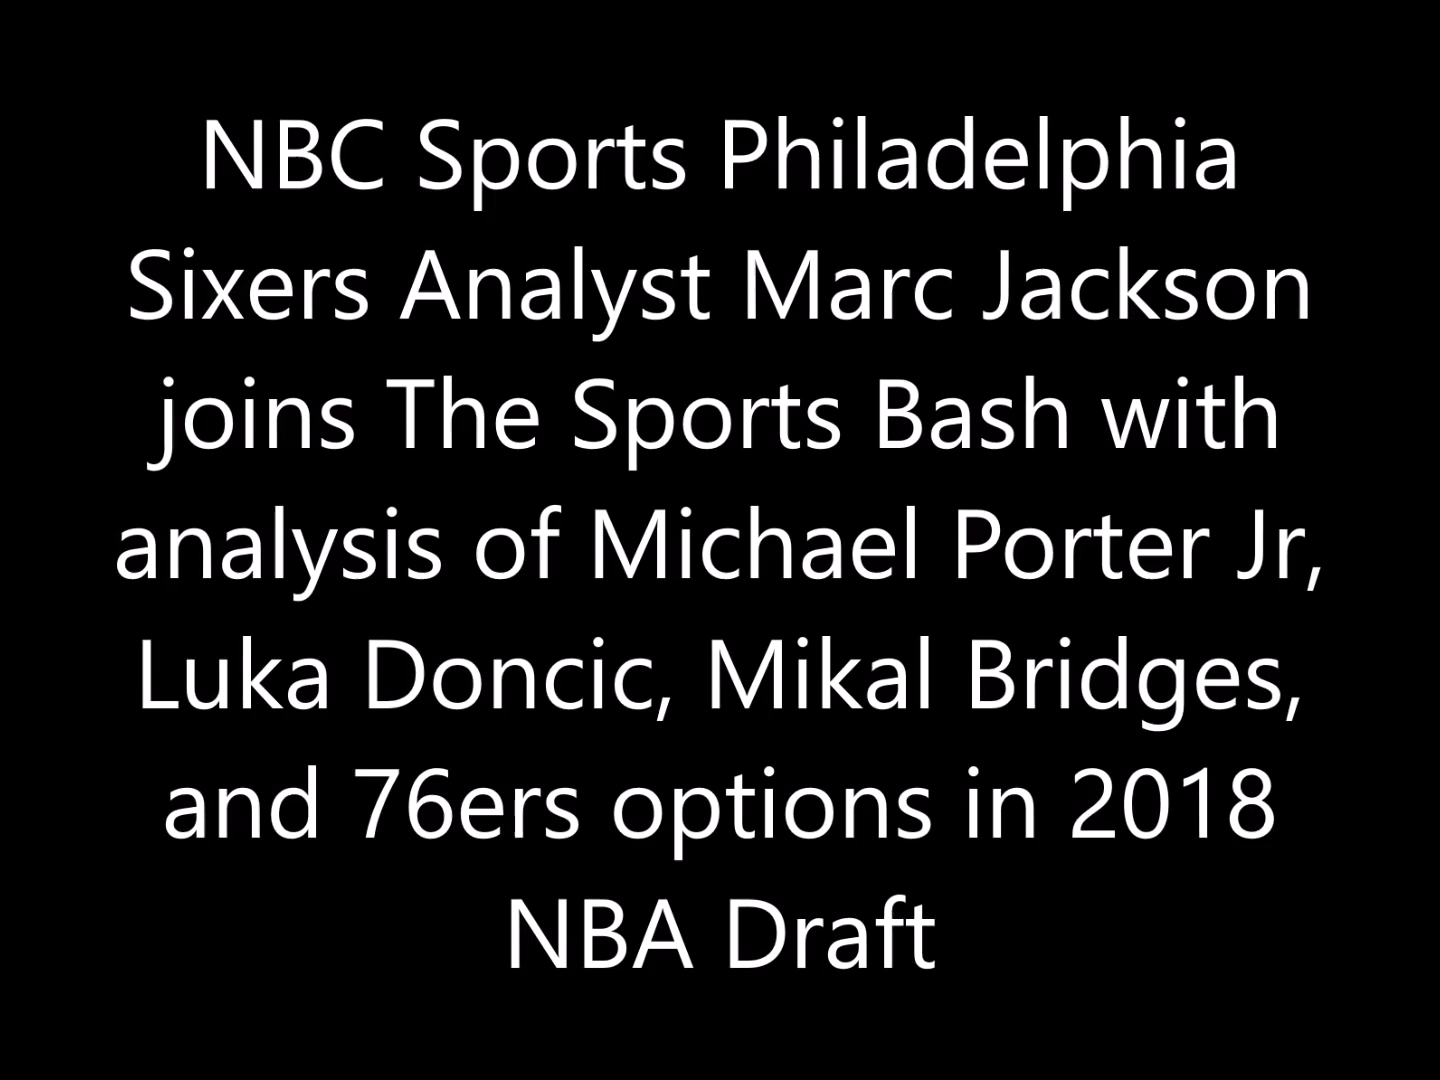 NBC Sports Philadelphia
Sixers Analyst Marc Jackson
joins The Sports Bash with
analysis of Michael Porter Jr,
Luka Doncic, Mikal Bridges,
and 76ers options in 2018
NBA Draft